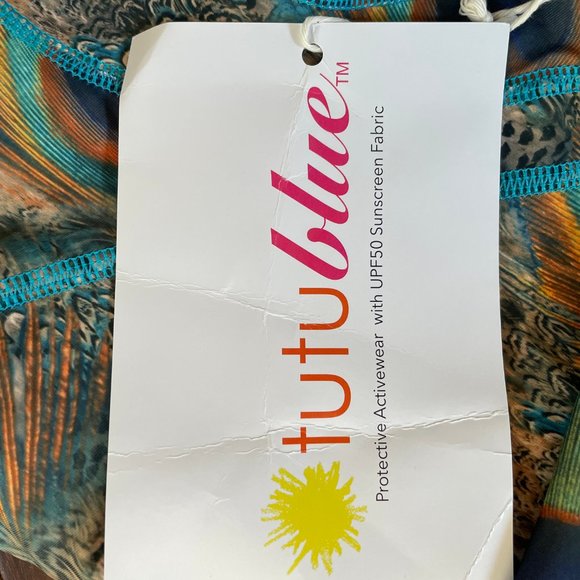 tutublue™
Protective Activewear with UPF50 Sunscreen Fabric